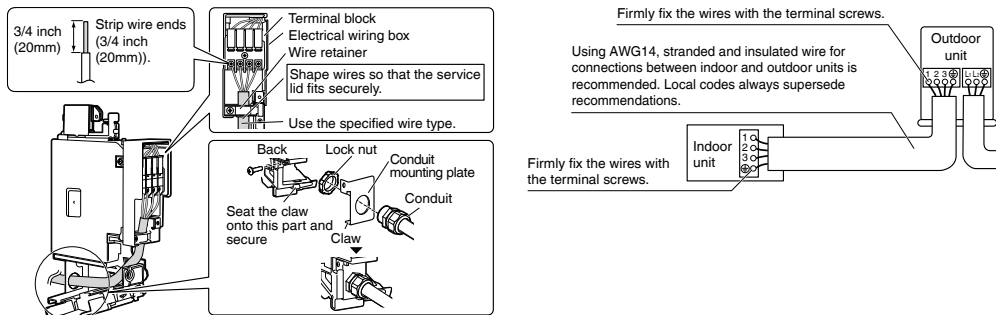 3/4 inch
(20mm)
Strip wire ends
(3/4 inch
(20mm)).
Terminal block
Electrical wiring box
Wire retainer
Shape wires so that the service
lid fits securely.
Use the specified wire type.
Back
Lock nut
Conduit
mounting plate
Conduit
Seat the claw
onto this part and
secure
Claw
Firmly fix the wires with the terminal screws.
Using AWG14, stranded and insulated wire for
connections between indoor and outdoor units is
recommended. Local codes always supersede
recommendations.
Outdoor
unit
1 2 3 L1 L2
Indoor
unit
1
2
3
Firmly fix the wires with
the terminal screws.